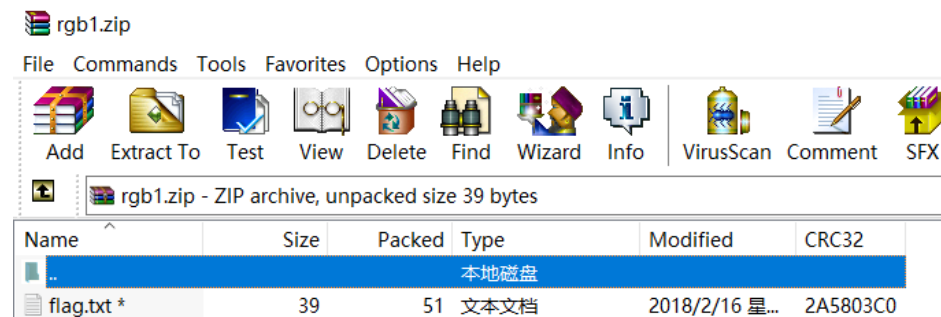 rgb1.zip
File Commands Tools Favorites Options Help
Add Extract To Test View Delete Find Wizard Info VirusScan Comment SFX
rgb1.zip - ZIP archive, unpacked size 39 bytes
Name Size Packed Type Modified CRC32
.. 本地磁盘
flag.txt * 39 51 文本文档 2018/2/16 星... 2A5803C0